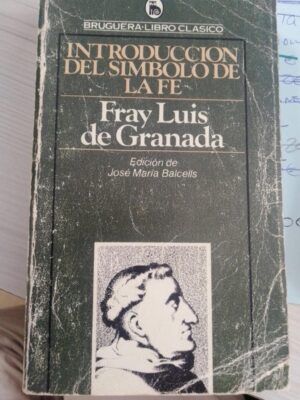 BRUGUERA-LIBRO CLASICO
INTRODUCCION
DEL SIMBOLO DE
LA FE
Fray Luis
de Granada
Edición de
José María Balcells